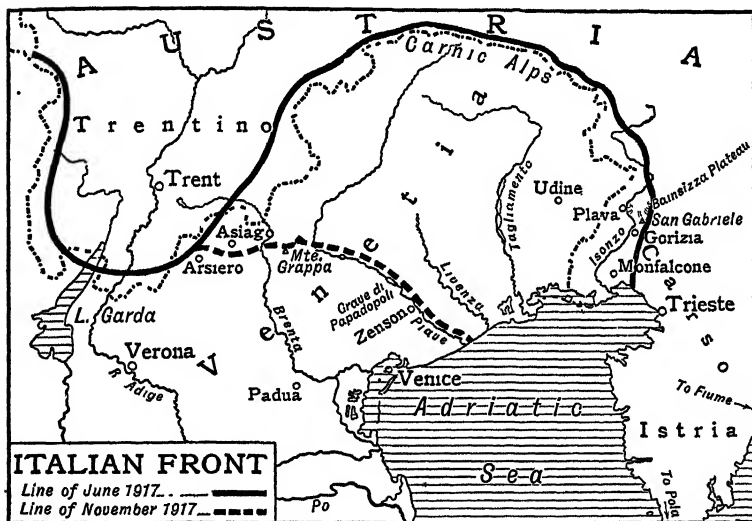 AUSTRIA
Carnic Alps
Trentino
Trent
Udine
Tagliamento
Bainsizza Plateau
Plava
San Gabriele
Gorizia
Isonzo
Asiago
Arsiero
Mte.
Grappa
Monfalcone
Carso
Trieste
Livenza
Grave di
Papadopoli
Zenson
Piave
Venetia
Brenta
L. Garda
Verona
R. Adige
Padua
Venice
Adriatic
Sea
To Fiume
Istria
To Pola
Po
ITALIAN FRONT
Line of June 1917
Line of November 1917